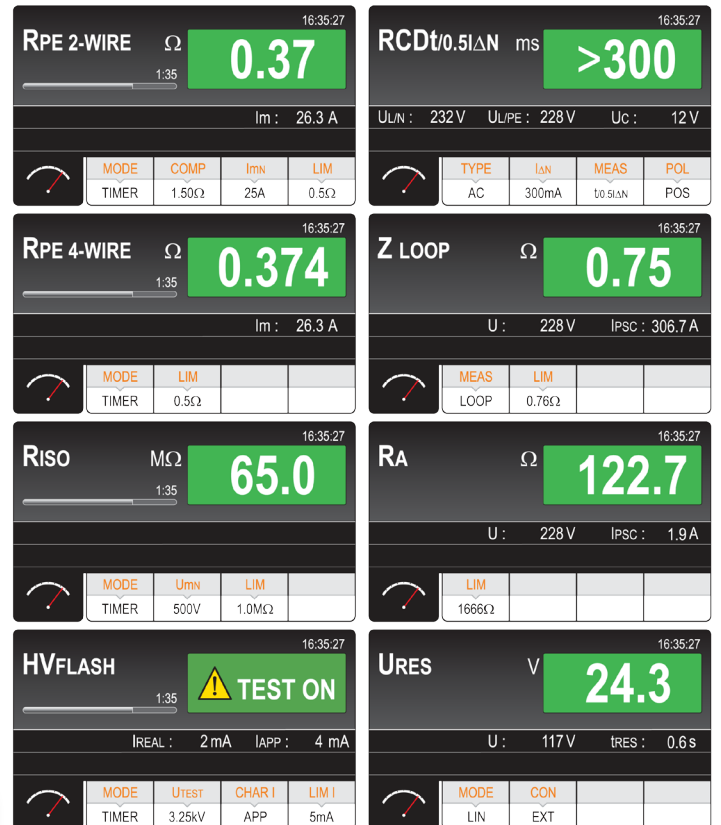 16:35:27
RPE 2-WIRE Ω 0.37
1:35
Im : 26.3 A
MODE COMP ImN LIM
TIMER 1.50Ω 25A 0.5Ω
16:35:27
RCDt/0.5I∆N ms >300
UL/N : 232 V UL/PE : 228 V UC : 12 V
TYPE I∆N MEAS POL
AC 300mA t/0.5I∆N POS
16:35:27
RPE 4-WIRE Ω 0.374
1:35
Im : 26.3 A
MODE LIM
TIMER 0.5Ω
16:35:27
Z LOOP Ω 0.75
U : 228 V IPSC : 306.7 A
MEAS LIM
LOOP 0.76Ω
16:35:27
RISO MΩ 65.0
1:35
MODE UmN LIM
TIMER 500V 1.0MΩ
16:35:27
RA Ω 122.7
U : 228 V IPSC : 1.9 A
LIM
1666Ω
16:35:27
HVFLASH TEST ON
1:35
IREAL : 2 mA IAPP : 4 mA
MODE UTEST CHAR I LIM I
TIMER 3.25kV APP 5mA
16:35:27
URES V 24.3
U : 117 V tRES : 0.6 s
MODE CON
LIN EXT